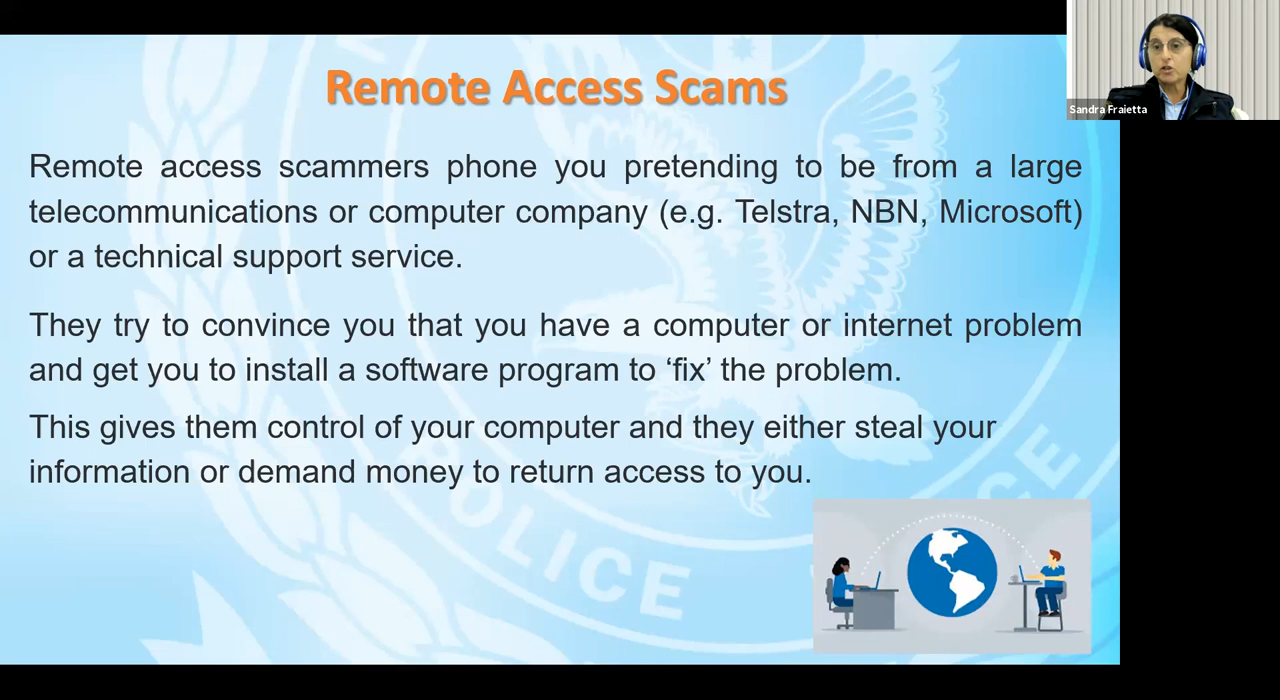 Remote Access Scams
Sandra Fraietta
Remote access scammers phone you pretending to be from a large
telecommunications or computer company (e.g. Telstra, NBN, Microsoft)
or a technical support service.
They try to convince you that you have a computer or internet problem
and get you to install a software program to ‘fix’ the problem.
This gives them control of your computer and they either steal your
information or demand money to return access to you.
POLICE